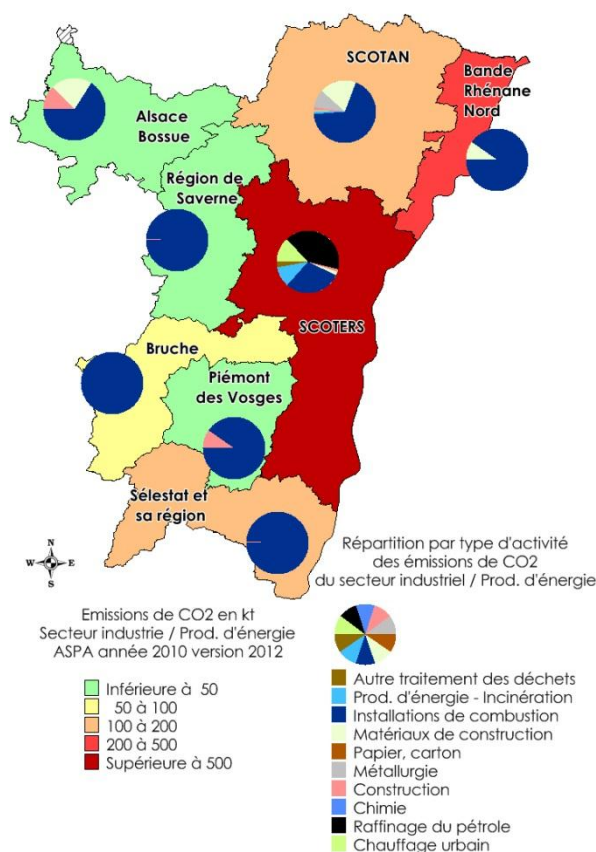 SCOTAN
Bande
Rhénane
Nord
Alsace
Bossue
Région de
Saverne
SCOTERS
Bruche
Piémont
des Vosges
Sélestat et
sa région
N
W E
S
Répartition par type d'activité
des émissions de CO2
du secteur industriel / Prod. d'énergie
Emissions de CO2 en kt
Secteur industrie / Prod. d'énergie
ASPA année 2010 version 2012
Inférieure à 50
50 à 100
100 à 200
200 à 500
Supérieure à 500
Autre traitement des déchets
Prod. d'énergie - Incinération
Installations de combustion
Matériaux de construction
Papier, carton
Métallurgie
Construction
Chimie
Raffinage du pétrole
Chauffage urbain